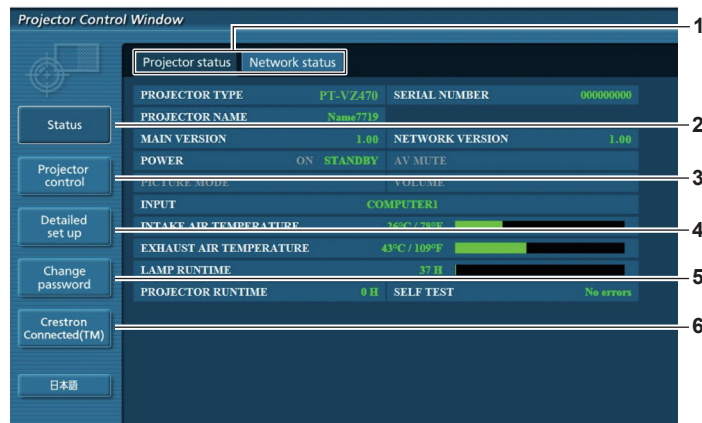 Projector Control Window
1
Projector status Network status
PROJECTOR TYPE PT-VZ470 SERIAL NUMBER 000000000
Status
PROJECTOR NAME Name7719
2
MAIN VERSION 1.00 NETWORK VERSION 1.00
POWER ON STANDBY AV MUTE
Projector
control
3
PICTURE MODE VOLUME
INPUT COMPUTER1
Detailed
set up
4
INTAKE AIR TEMPERATURE 26°C / 78°F
EXHAUST AIR TEMPERATURE 43°C / 109°F
Change
password
5
LAMP RUNTIME 37 H
PROJECTOR RUNTIME 0 H SELF TEST No errors
Crestron
Connected(TM)
6
日本語